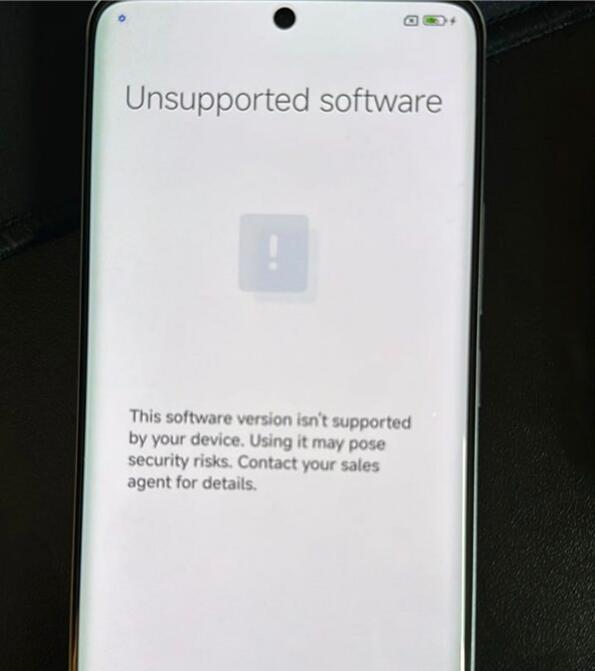 Unsupported software
This software version isn't supported
by your device. Using it may pose
security risks. Contact your sales
agent for details.